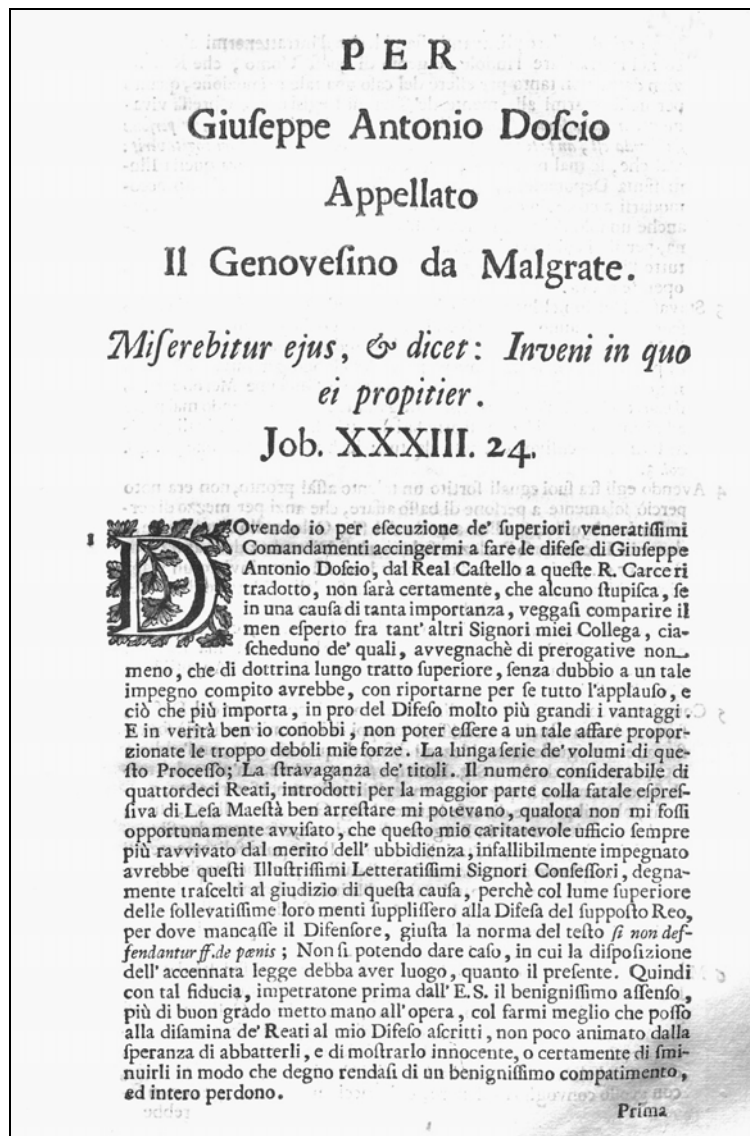 PER
Giuſeppe Antonio Doſcio
Appellato
Il Genoveſino da Malgrate.
Miſerebitur ejus, & dicet: Inveni in quo
ei propitier.
Job. XXXIII. 24.
1 DOvendo io per eſecuzione de' ſuperiori veneratiſſimi
Comandamenti accingermi a fare le difeſe di Giuſeppe
Antonio Doſcio, dal Real Caſtello a queſte R. Carceri
tradotto, non ſarà certamente, che alcuno ſtupiſca, ſe
in una cauſa di tanta importanza, veggaſi comparire il
men eſperto fra tant' altri Signori miei Collega, cia-
ſcheduno de' quali, avvegnachè di prerogative non
meno, che di dottrina lungo tratto ſuperiore, ſenza dubbio a un tale
impegno compito avrebbe, con riportarne per ſe tutto l'applauſo, e
ciò che più importa, in pro del Difeſo molto più grandi i vantaggi.
E in verità ben io conobbi, non poter eſſere a un tale affare propor-
zionate le troppo deboli mie forze. La lunga ſerie de' volumi di que-
ſto Proceſſo; La ſtravaganza de' titoli. Il numero conſiderabile di
quattordeci Reati, introdotti per la maggior parte colla fatale eſpreſ-
ſiva di Leſa Maeſtà ben arreſtare mi potevano, qualora non mi foſſi
opportunamente avviſato, che queſto mio caritatevole ufficio ſempre
più ravvivato dal merito dell' ubbidienza, infallibilmente impegnato
avrebbe queſti Illuſtriſſimi Letteratiſſimi Signori Confeſſori, degna-
mente traſcelti al giudizio di queſta cauſa, perchè col lume ſuperiore
delle ſollevatiſſime loro menti ſuppliſſero alla Difeſa del ſuppoſto Reo,
per dove mancaſſe il Difenſore, giuſta la norma del teſto ſi non def-
fendantur ff. de pœnis; Non ſi potendo dare caſo, in cui la diſpoſizione
dell' accennata legge debba aver luogo, quanto il preſente. Quindi
con tal fiducia, impetratone prima dall' E. S. il benigniſſimo aſſenſo,
più di buon grado metto mano all' opera, col farmi meglio che poſſo
alla diſamina de' Reati al mio Difeſo aſcritti, non poco animato dalla
ſperanza di abbatterli, e di moſtrarlo innocente, o certamente di ſmi-
nuirli in modo che degno rendaſi di un benigniſſimo compatimento,
ed intero perdono.
Prima